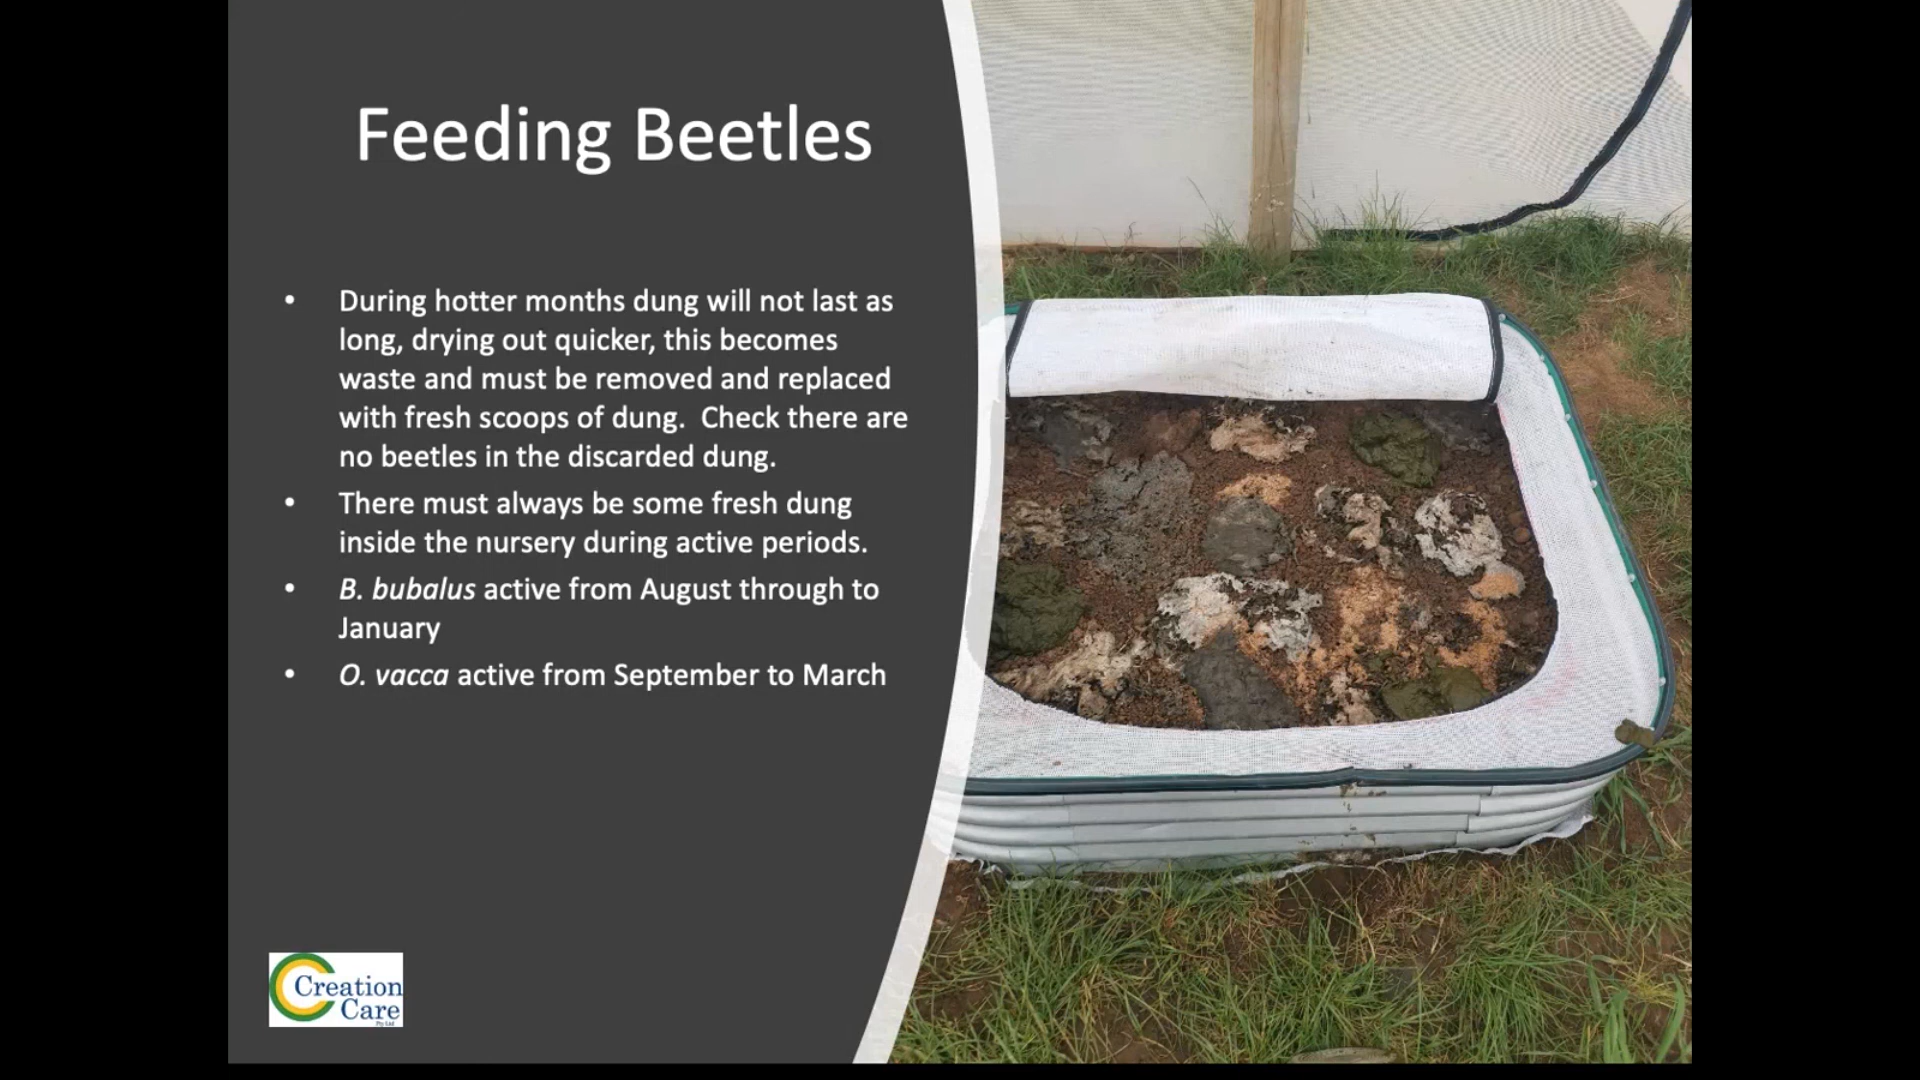 Feeding Beetles
• During hotter months dung will not last as
long, drying out quicker, this becomes
waste and must be removed and replaced
with fresh scoops of dung.  Check there are
no beetles in the discarded dung.
• There must always be some fresh dung
inside the nursery during active periods.
• B. bubalus active from August through to
January
• O. vacca active from September to March
Creation
Care
Pty Ltd